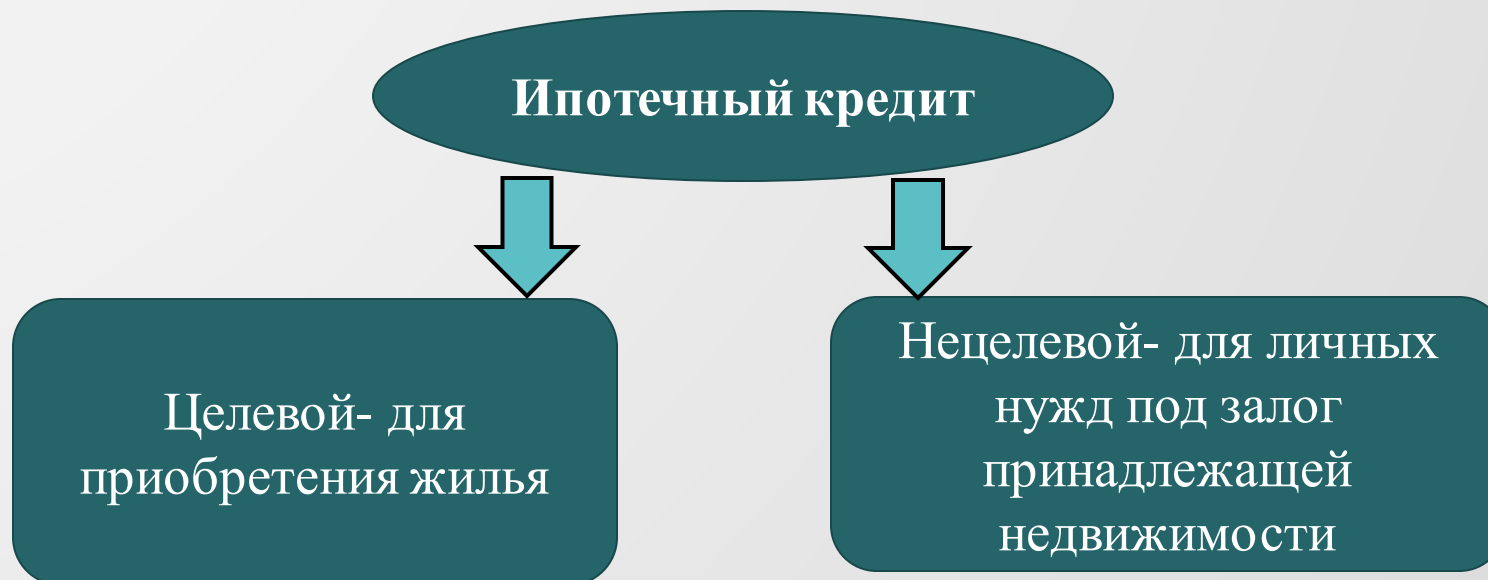 Ипотечный кредит
Целевой- для
приобретения жилья
Нецелевой- для личных
нужд под залог
принадлежащей
недвижимости